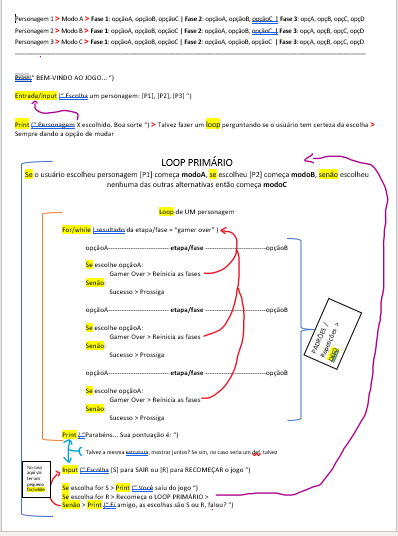 Personagem 1 > Modo A > Fase 1: opçãoA, opçãoB, opçãoC | Fase 2: opçãoA, opçãoB, opçãoC | Fase 3: opçA, opçB, opçC, opçD
Personagem 2 > Modo B > Fase 1: opçãoA, opçãoB, opçãoC | Fase 2: opçãoA, opçãoB, opçãoC | Fase 3: opçA, opçB, opçC, opçD
Personagem 3 > Modo C > Fase 1: opçãoA, opçãoB, opçãoC | Fase 2: opçãoA, opçãoB, opçãoC | Fase 3: opçA, opçB, opçC, opçD
Print(“ BEM-VINDO AO JOGO... “)
Entrada/input (“ Escolha um personagem: [P1], [P2], [P3] “)
Print (“ Personagem X escolhido. Boa sorte “) > Talvez fazer um loop perguntando se o usuário tem certeza da escolha >
Sempre dando a opção de mudar
LOOP PRIMÁRIO
Se o usuário escolheu personagem [P1] começa modoA, se escolheu [P2] começa modoB, senão escolheu
nenhuma das outras alternativas então começa modoC
Loop de UM personagem
For/while ( resultado da etapa/fase = “gamer over” )
opçãoA---------------------- etapa/fase ----------------------opçãoB
Se escolhe opçãoA:
Gamer Over > Reinicia as fases
Senão:
Sucesso > Prossiga
opçãoA---------------------- etapa/fase ----------------------opçãoB
Se escolhe opçãoA:
Gamer Over > Reinicia as fases
Senão:
Sucesso > Prossiga
opçãoA---------------------- etapa/fase ----------------------opçãoB
Se escolhe opçãoA:
Gamer Over > Reinicia as fases
Senão:
Sucesso > Prossiga
PADRÕES /
Repetições >
Print (“Parabéns... Sua pontuação é: “)
Talvez a mesma estrutura, mostrar juntos? Se sim, no caso seria um def, talvez
Input (“ Escolha [S] para SAIR ou [R] para RECOMEÇAR o jogo “)
No caso
aqui vai
ter um
pequeno
for/while
Se escolha for S > Print (“ Você saiu do jogo “)
Se escolha for R > Recomeça o LOOP PRIMÁRIO >
Senão > Print (“ Ei amigo, as escolhas são S ou R, falou? “)